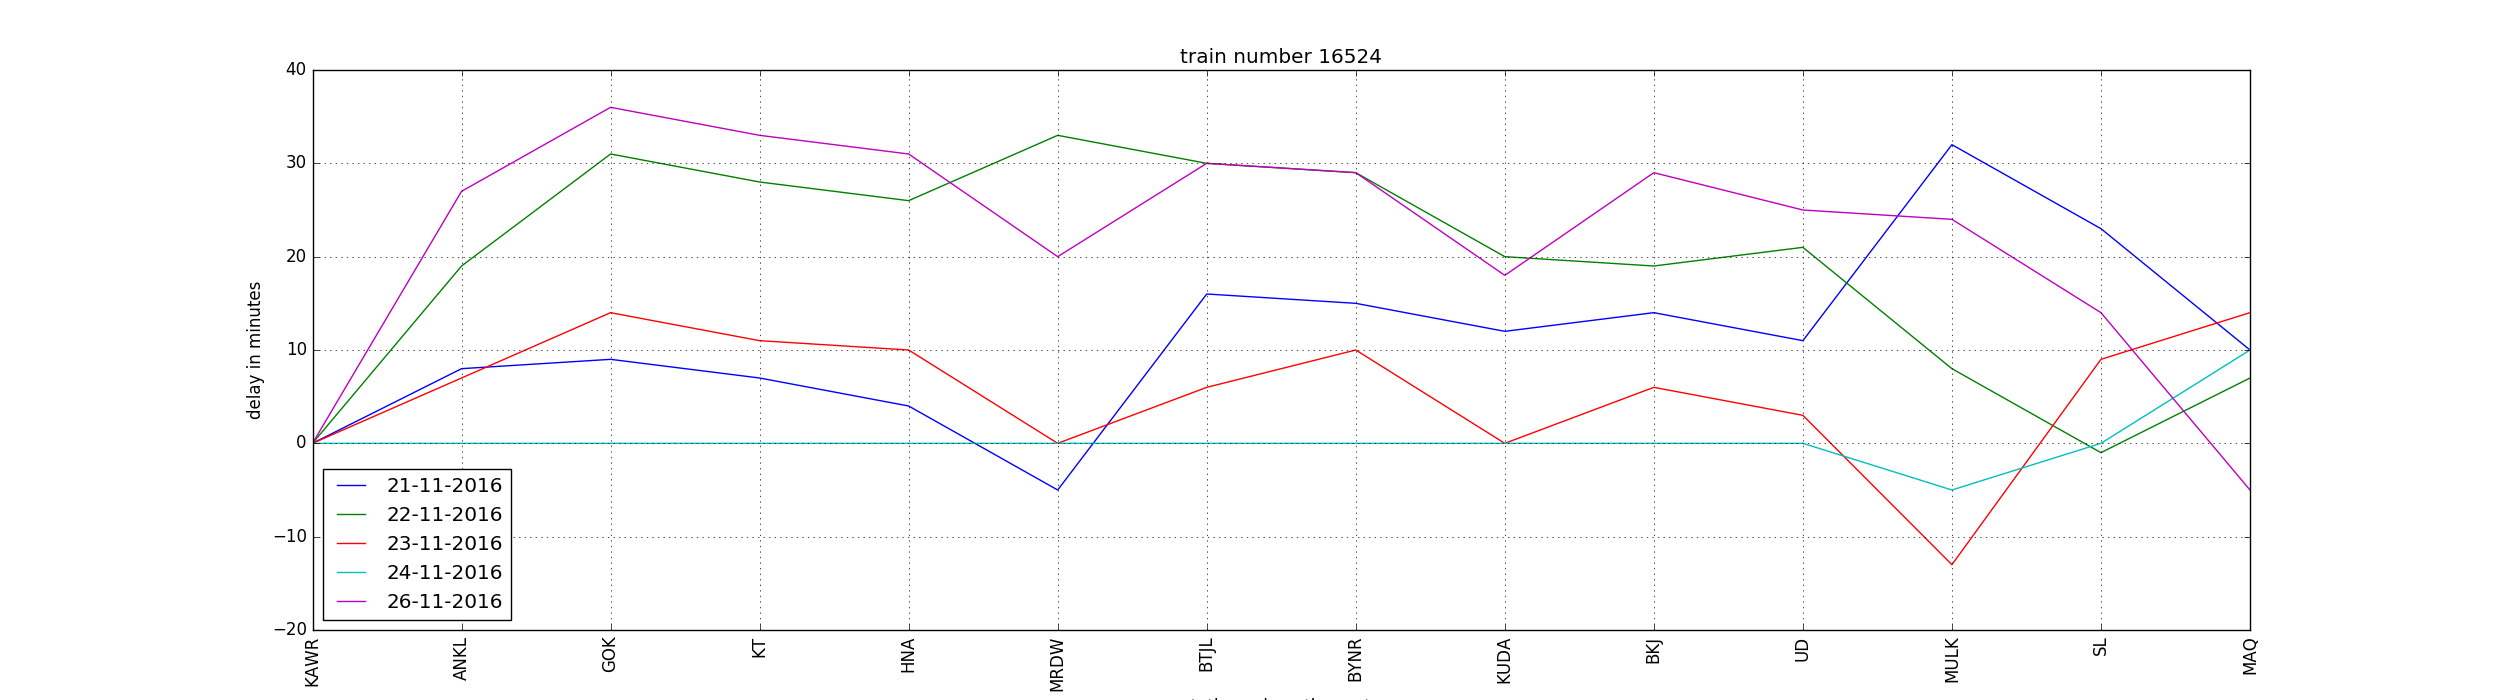 train number 16524
40
30
20
10
0
−10
−20
delay in minutes
21-11-2016
22-11-2016
23-11-2016
24-11-2016
26-11-2016
KAWR
ANKL
GOK
KT
HNA
MRDW
BTJL
BYNR
KUDA
BKJ
UD
MULK
SL
MAQ